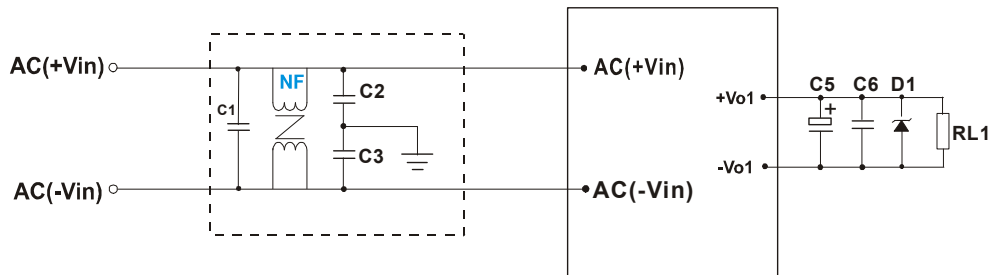 AC(+Vin)
NF
C1
C2
C3
AC(-Vin)
AC(+Vin)
AC(-Vin)
+Vo1
-Vo1
C5
+
C6
D1
RL1